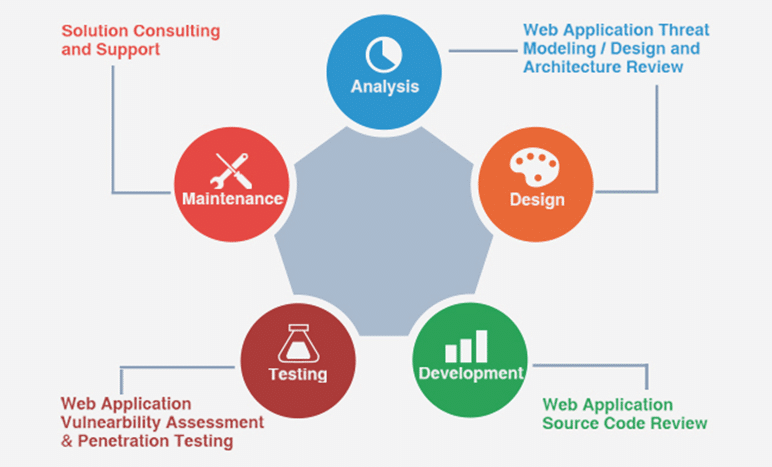 Solution Consulting
and Support
Analysis
Web Application Threat
Modeling / Design and
Architecture Review
Maintenance
Design
Testing
Development
Web Application
Vulnearbility Assessment
& Penetration Testing
Web Application
Source Code Review